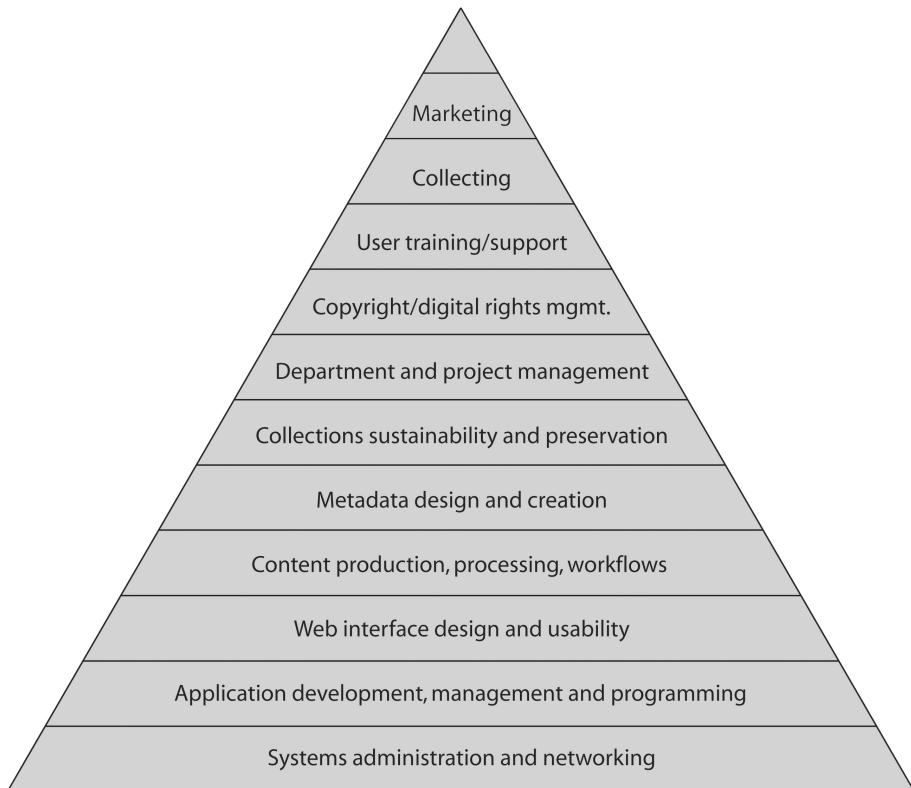 Marketing
Collecting
User training/support
Copyright/digital rights mgmt.
Department and project management
Collections sustainability and preservation
Metadata design and creation
Content production, processing, workflows
Web interface design and usability
Application development, management and programming
Systems administration and networking